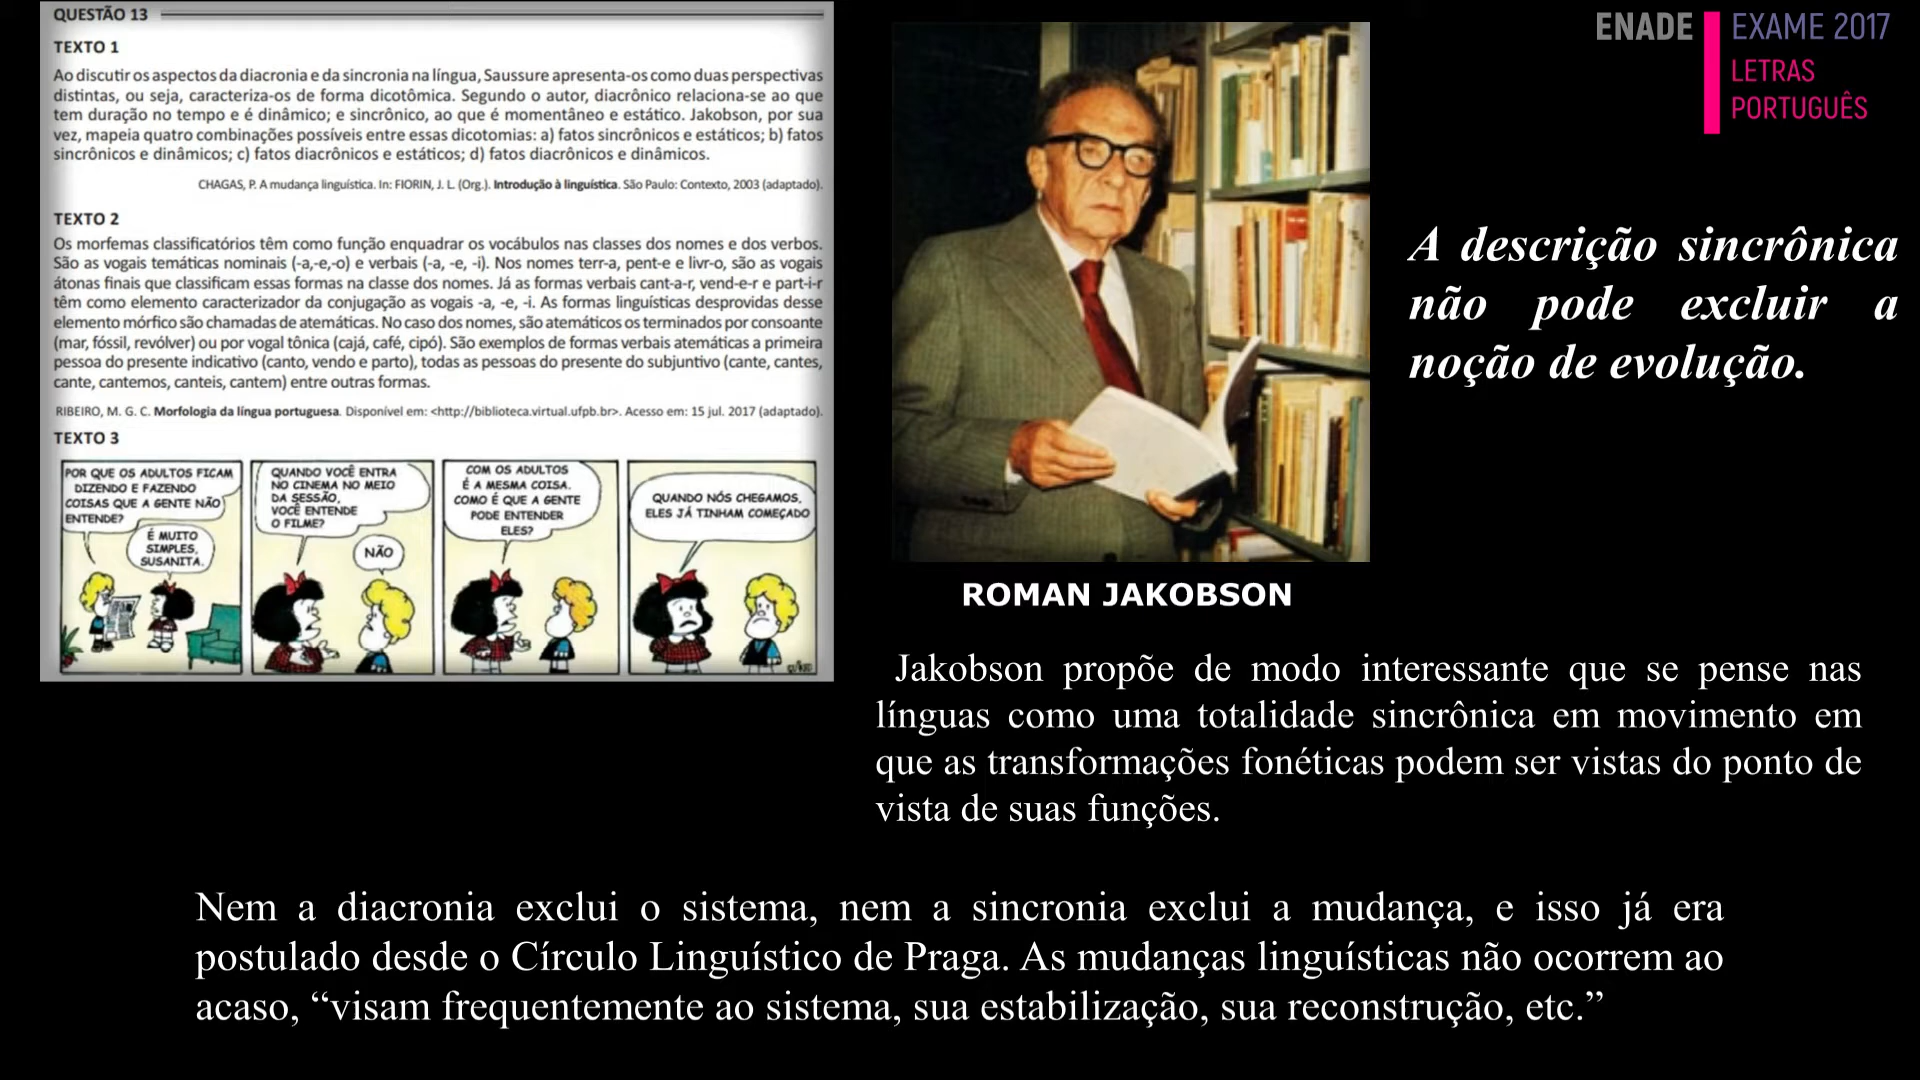 QUESTÃO 13
TEXTO 1
Ao discutir os aspectos da diacronia e da sincronia na língua, Saussure apresenta-os como duas perspectivas
distintas, ou seja, caracteriza-os de forma dicotômica. Segundo o autor, diacrônico relaciona-se ao que
tem duração no tempo e é dinâmico; e sincrônico, ao que é momentâneo e estático. Jakobson, por sua
vez, mapeia quatro combinações possíveis entre essas dicotomias: a) fatos sincrônicos e estáticos; b) fatos
sincrônicos e dinâmicos; c) fatos diacrônicos e estáticos; d) fatos diacrônicos e dinâmicos.
CHAGAS, P. A mudança linguística. In: FIORIN, J. L. (Org.). Introdução à linguística. São Paulo: Contexto, 2003 (adaptado).
TEXTO 2
Os morfemas classificatórios têm como função enquadrar os vocábulos nas classes dos nomes e dos verbos.
São as vogais temáticas nominais (-a,-e,-o) e verbais (-a, -e, -i). Nos nomes terr-a, pent-e e livr-o, são as vogais
átonas finais que classificam essas formas na classe dos nomes. Já as formas verbais cant-a-r, vend-e-r e part-i-r
têm como elemento caracterizador da conjugação as vogais -a, -e, -i. As formas linguísticas desprovidas desse
elemento mórfico são chamadas de atemáticas. No caso dos nomes, são atemáticos os terminados por consoante
(mar, fóssil, revólver) ou por vogal tônica (cajá, café, cipó). São exemplos de formas verbais atemáticas a primeira
pessoa do presente indicativo (canto, vendo e parto), todas as pessoas do presente do subjuntivo (cante, cantes,
cante, cantemos, canteis, cantem) entre outras formas.
RIBEIRO, M. G. C. Morfologia da língua portuguesa. Disponível em: <http://biblioteca.virtual.ufpb.br>. Acesso em: 15 jul. 2017 (adaptado).
TEXTO 3
POR QUE OS ADULTOS FICAM
DIZENDO E FAZENDO
COISAS QUE A GENTE NÃO
ENTENDE?
É MUITO
SIMPLES,
SUSANITA.
QUANDO VOCÊ ENTRA
NO CINEMA NO MEIO
DA SESSÃO,
VOCÊ ENTENDE
O FILME?
NÃO
COM OS ADULTOS
É A MESMA COISA.
COMO É QUE A GENTE
PODE ENTENDER
ELES?
QUANDO NÓS CHEGAMOS,
ELES JÁ TINHAM COMEÇADO
ENADE
EXAME 2017
LETRAS
PORTUGUÊS
A descrição sincrônica
não pode excluir a
noção de evolução.
ROMAN JAKOBSON
Jakobson propõe de modo interessante que se pense nas
línguas como uma totalidade sincrônica em movimento em
que as transformações fonéticas podem ser vistas do ponto de
vista de suas funções.
Nem a diacronia exclui o sistema, nem a sincronia exclui a mudança, e isso já era
postulado desde o Círculo Linguístico de Praga. As mudanças linguísticas não ocorrem ao
acaso, “visam frequentemente ao sistema, sua estabilização, sua reconstrução, etc.”